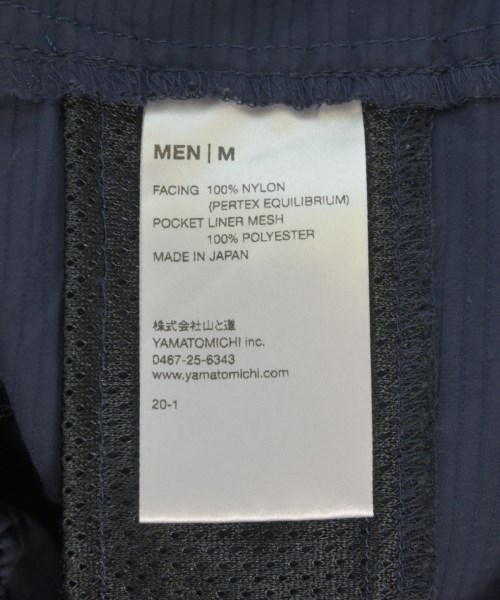 MEN | M
FACING 100% NYLON
(PERTEX EQUILIBRIUM)
POCKET LINER MESH
100% POLYESTER
MADE IN JAPAN
株式会社山と道
YAMATOMICHI inc.
0467-25-6343
www.yamatomichi.com
20-1